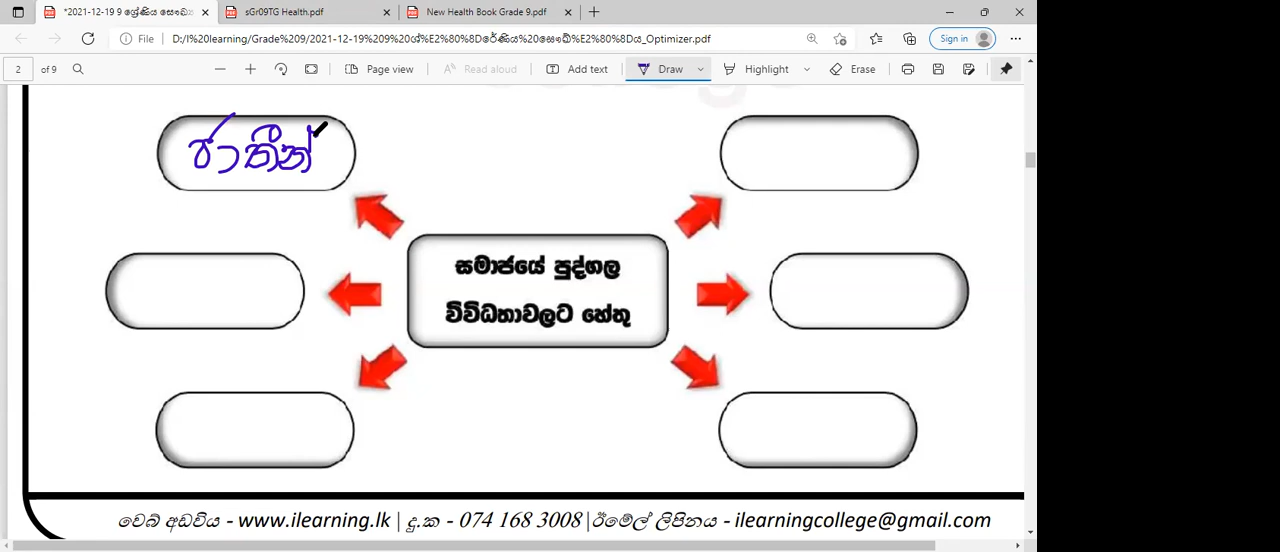 *2021-12-19 9 ශ්‍රේණිය සෞඛ්‍ය
sGr09TG Health.pdf
New Health Book Grade 9.pdf
File
D:/I%20learning/Grade%209/2021-12-19%209%20ශ්%E2%80%8Dරේණිය%20සෞඛ්%E2%80%8Dය_Optimizer.pdf
Sign in
2 of 9
Page view
Read aloud
Add text
Draw
Highlight
Erase
ජාතීන්
සමාජයේ පුද්ගල
විවිධතාවලට හේතු
වෙබ් අඩවිය - www.ilearning.lk | දු.ක - 074 168 3008 |ඊමේල් ලිපිනය - ilearningcollege@gmail.com